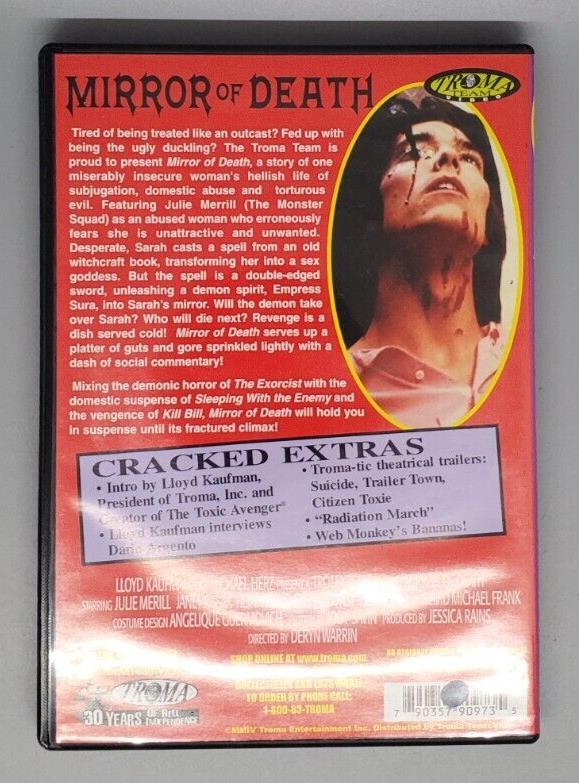 MIRROR OF DEATH
TROMA
TEAM
VIDEO
Tired of being treated like an outcast? Fed up with
being the ugly duckling? The Troma Team is
proud to present Mirror of Death, a story of one
miserably insecure woman's hellish life of
subjugation, domestic abuse and torturous
evil. Featuring Julie Merrill (The Monster
Squad) as an abused woman who erroneously
fears she is unattractive and unwanted.
Desperate, Sarah casts a spell from an old
witchcraft book, transforming her into a sex
goddess. But the spell is a double-edged
sword, unleashing a demon spirit, Empress
Sura, into Sarah's mirror. Will the demon take
over Sarah? Who will die next? Revenge is a
dish served cold! Mirror of Death serves up a
platter of guts and gore sprinkled lightly with a
dash of social commentary!
Mixing the demonic horror of The Exorcist with the
domestic suspense of Sleeping With the Enemy and
the vengence of Kill Bill, Mirror of Death will hold you
in suspense until its fractured climax!
CRACKED EXTRAS
• Intro by Lloyd Kaufman,
President of Troma, Inc. and
Creator of The Toxic Avenger®
• Lloyd Kaufman interviews
Dario Argento
• Troma-tic theatrical trailers:
Suicide, Trailer Town,
Citizen Toxie
• "Radiation March"
• Web Monkey's Bananas!
LLOYD KAUFMAN
STARRING JULIE MERILL MICHAEL FRANK
COSTUME DESIGN ANGELIQUE PRODUCED BY JESSICA RAINS
DIRECTED BY DERYN WARRIN
SHOP ONLINE AT www.troma.com
TO ORDER BY PHONE CALL:
1-800-83-TROMA
TROMA
30 YEARS OF REEL INDEPENDENCE
7 90357 90973 5
©MMIV Troma Entertainment Inc. Distributed by Troma Team